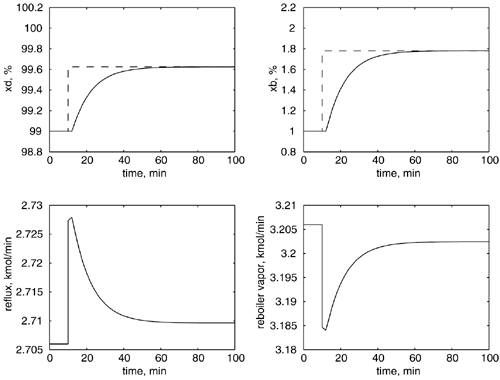 100.2
100
99.8
99.6
99.4
99.2
99
98.8
xd, %
0 20 40 60 80 100
time, min
2.2
2
1.8
1.6
1.4
1.2
1
0.8
xb, %
0 20 40 60 80 100
time, min
2.73
2.725
2.72
2.715
2.71
2.705
reflux, kmol/min
0 20 40 60 80 100
time, min
3.21
3.205
3.2
3.195
3.19
3.185
3.18
reboiler vapor, kmol/min
0 20 40 60 80 100
time, min